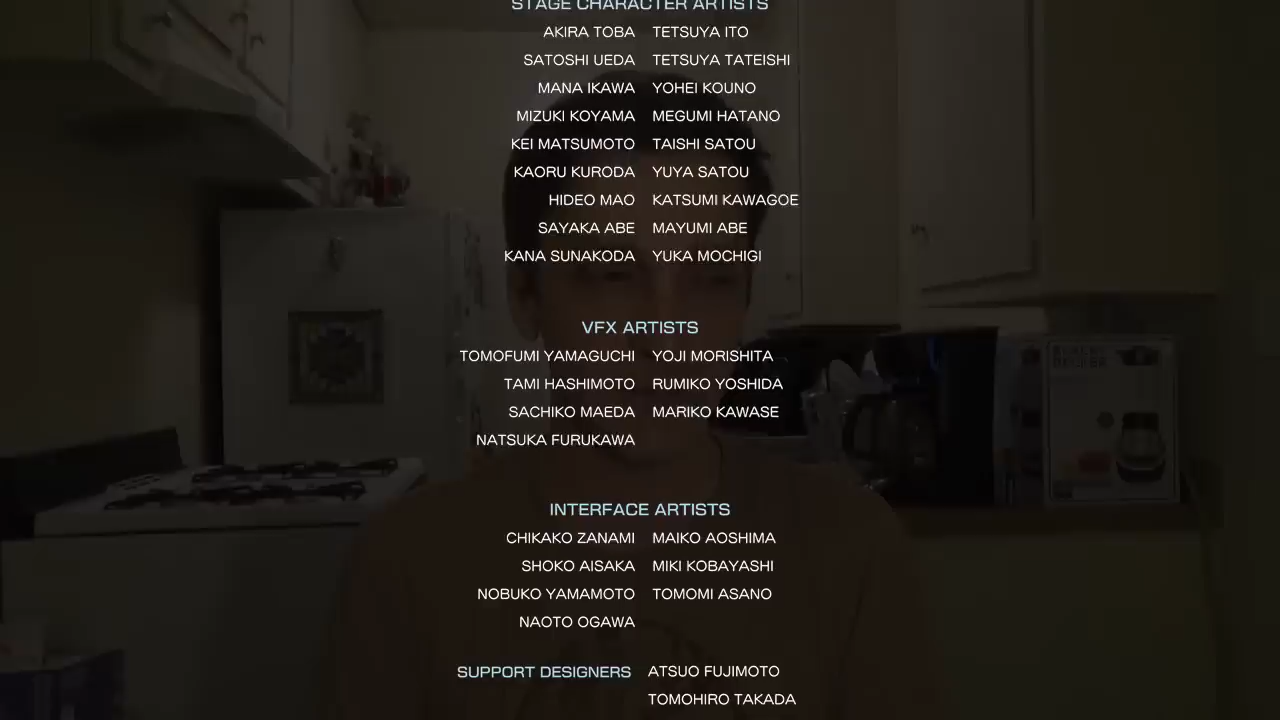 STAGE CHARACTER ARTISTS
AKIRA TOBA TETSUYA ITO
SATOSHI UEDA TETSUYA TATEISHI
MANA IKAWA YOHEI KOUNO
MIZUKI KOYAMA MEGUMI HATANO
KEI MATSUMOTO TAISHI SATOU
KAORU KURODA YUYA SATOU
HIDEO MAO KATSUMI KAWAGOE
SAYAKA ABE MAYUMI ABE
KANA SUNAKODA YUKA MOCHIGI
VFX ARTISTS
TOMOFUMI YAMAGUCHI YOJI MORISHITA
TAMI HASHIMOTO RUMIKO YOSHIDA
SACHIKO MAEDA MARIKO KAWASE
NATSUKA FURUKAWA
BLACK+
DECKER
INTERFACE ARTISTS
CHIKAKO ZANAMI MAIKO AOSHIMA
SHOKO AISAKA MIKI KOBAYASHI
NOBUKO YAMAMOTO TOMOMI ASANO
NAOTO OGAWA
SUPPORT DESIGNERS ATSUO FUJIMOTO
TOMOHIRO TAKADA